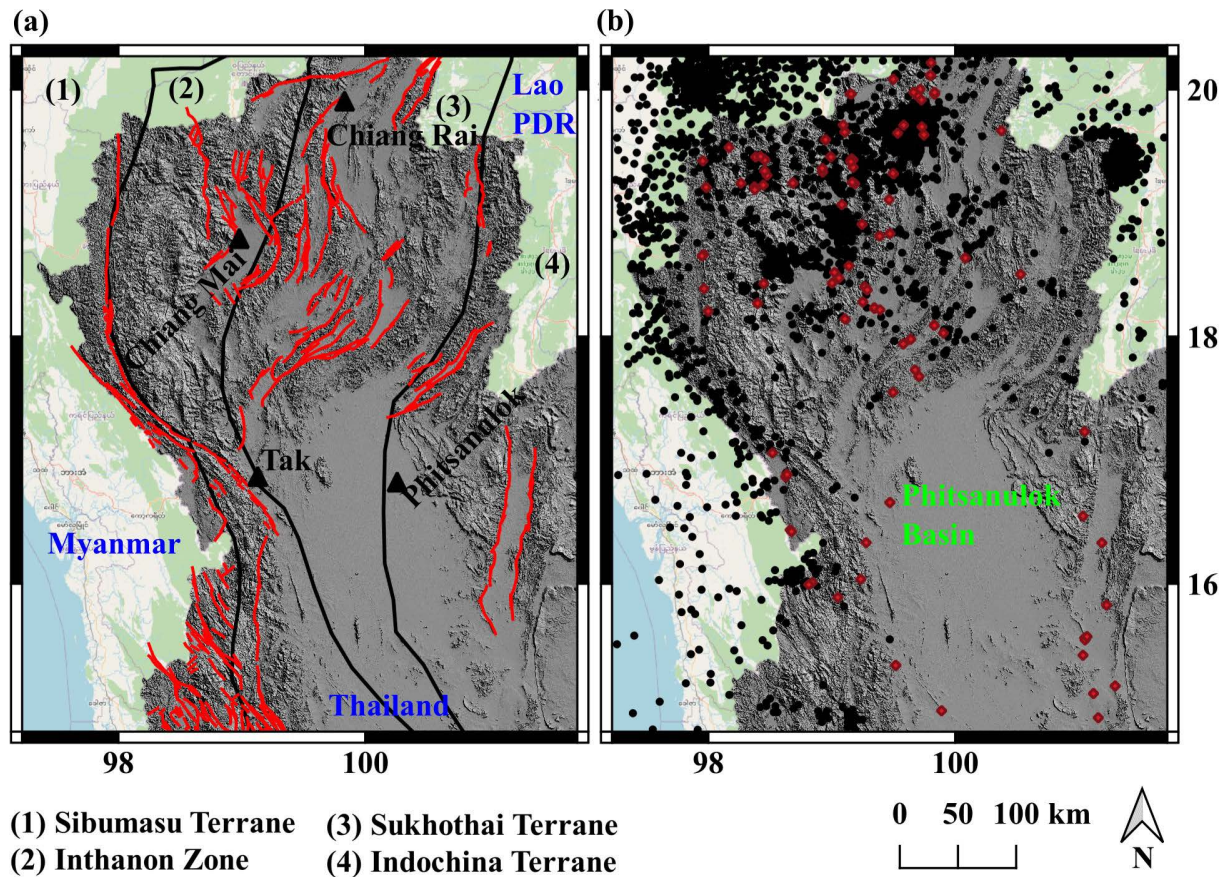 (a)
(b)
(1)
(2)
(3)
Lao
PDR
Chiang Rai
(4)
Chiang Mai
Tak
Phitsanulok
Myanmar
Thailand
Phitsanulok
Basin
20
18
16
98
100
98
100
(1) Sibumasu Terrane
(3) Sukhothai Terrane
(2) Inthanon Zone
(4) Indochina Terrane
0 50 100 km
N